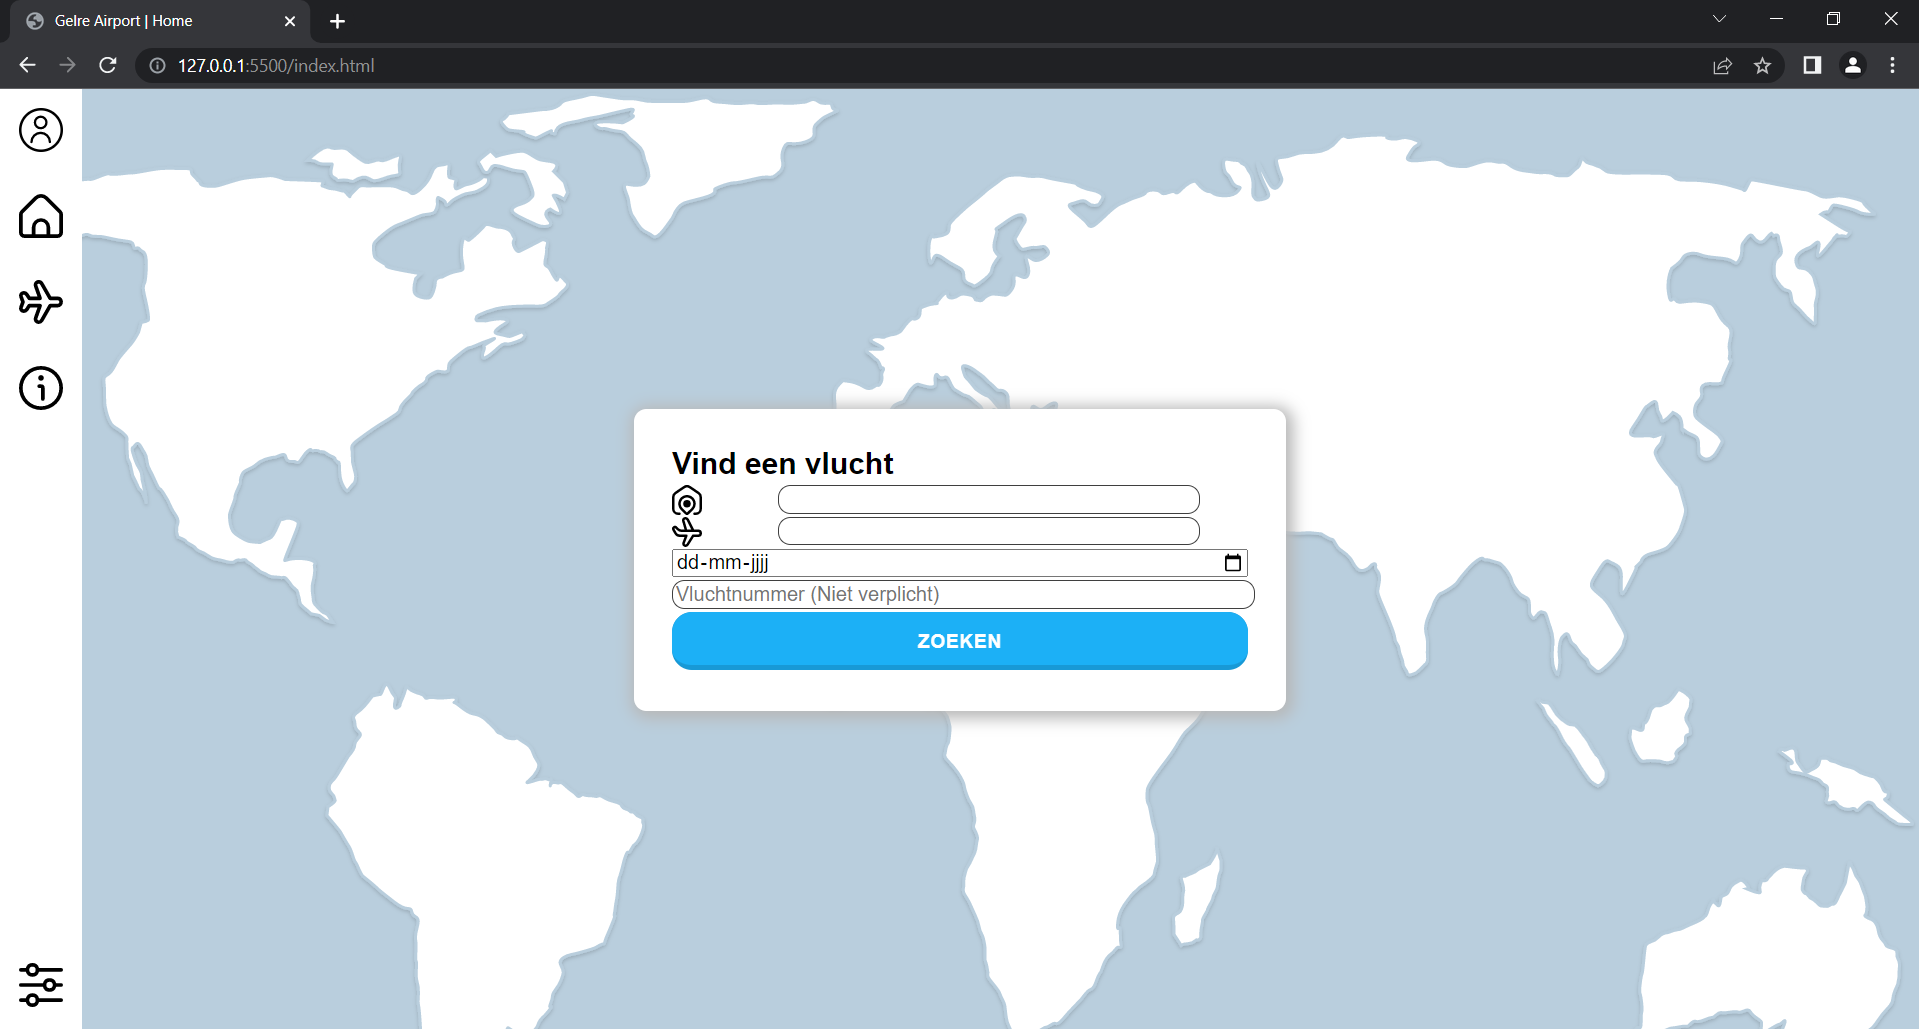 Gelre Airport | Home
127.0.0.1:5500/index.html
Vind een vlucht
dd-mm-jjjj
Vluchtnummer (Niet verplicht)
ZOEKEN